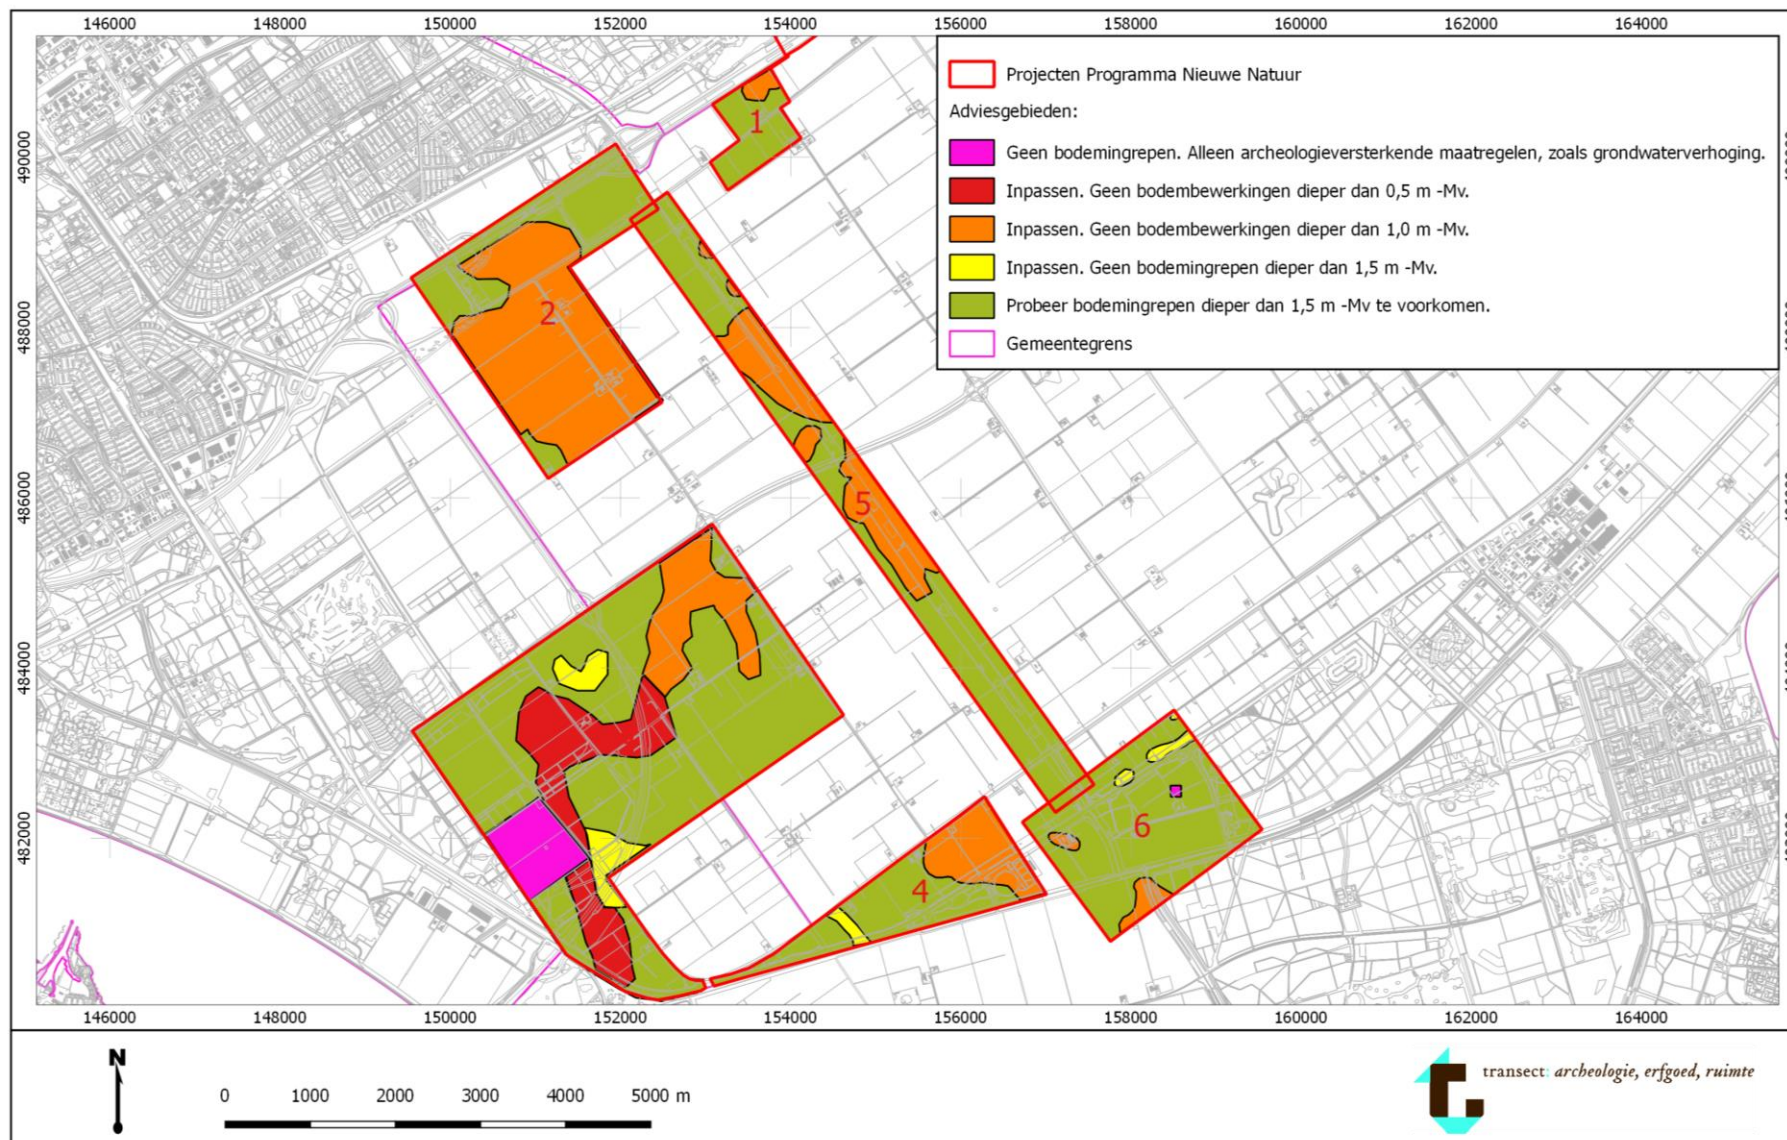 146000 148000 150000 152000 154000 156000 158000 160000 162000 164000
Projecten Programma Nieuwe Natuur
Adviesgebieden:
Geen bodemingrepen. Alleen archeologieversterkende maatregelen, zoals grondwaterverhoging.
Inpassen. Geen bodembewerkingen dieper dan 0,5 m -Mv.
Inpassen. Geen bodembewerkingen dieper dan 1,0 m -Mv.
Inpassen. Geen bodemingrepen dieper dan 1,5 m -Mv.
Probeer bodemingrepen dieper dan 1,5 m -Mv te voorkomen.
Gemeentegrens
490000
488000
486000
484000
482000
1
2
5
6
4
146000 148000 150000 152000 154000 156000 158000 160000 162000 164000
N
0 1000 2000 3000 4000 5000 m
transect: archeologie, erfgoed, ruimte